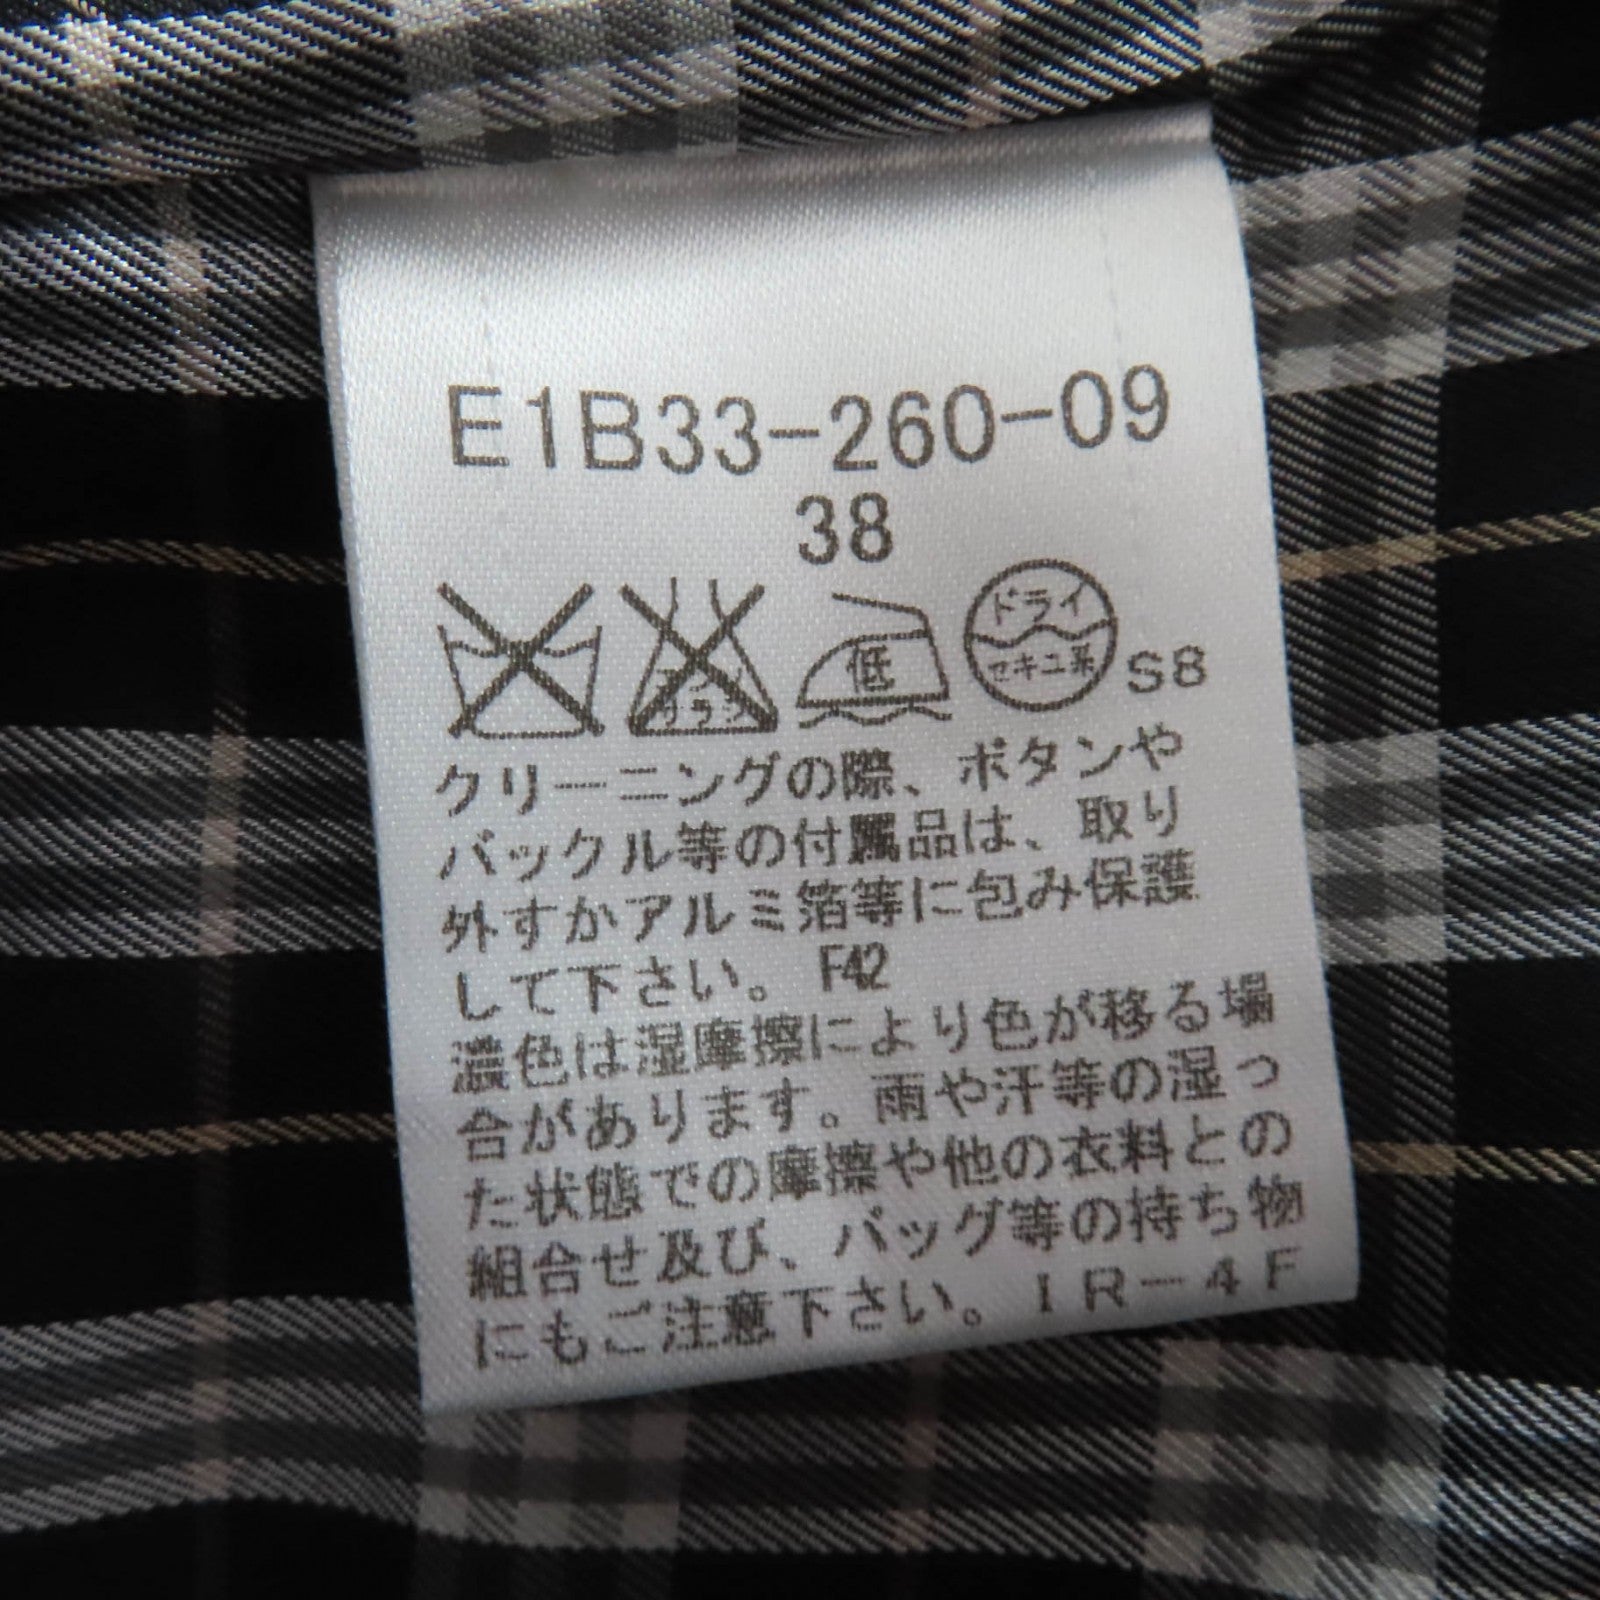 E1B33-260-09
38
低
ドライ
セキユ系
S8
クリーニングの際、ボタンや
バックル等の付属品は、取り
外すかアルミ箔等に包み保護
して下さい。 F42
濃色は湿摩擦により色が移る場
合があります。雨や汗等の湿っ
た状態での摩擦や他の衣料との
組合せ及び、バッグ等の持ち物
にもご注意下さい。IR-4F